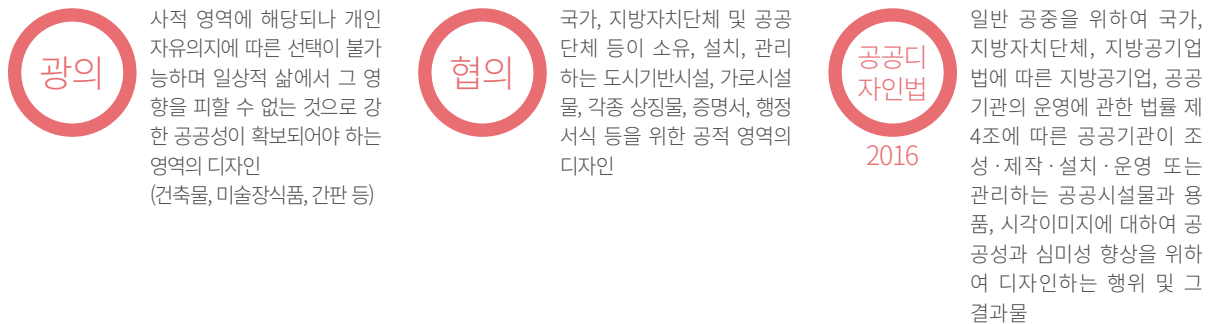 광의
사적 영역에 해당되나 개인
자유의지에 따른 선택이 불가
능하며 일상적 삶에서 그 영
향을 피할 수 없는 것으로 강
한 공공성이 확보되어야 하는
영역의 디자인
(건축물, 미술장식품, 간판 등)
협의
국가, 지방자치단체 및 공공
단체 등이 소유, 설치, 관리
하는 도시기반시설, 가로시설
물, 각종 상징물, 증명서, 행정
서식 등을 위한 공적 영역의
디자인
공공디
자인법
2016
일반 공중을 위하여 국가,
지방자치단체, 지방공기업
법에 따른 지방공기업, 공공
기관의 운영에 관한 법률 제
4조에 따른 공공기관이 조
성·제작·설치·운영 또는
관리하는 공공시설물과 용
품, 시각이미지에 대하여 공
공성과 심미성 향상을 위하
여 디자인하는 행위 및 그
결과물